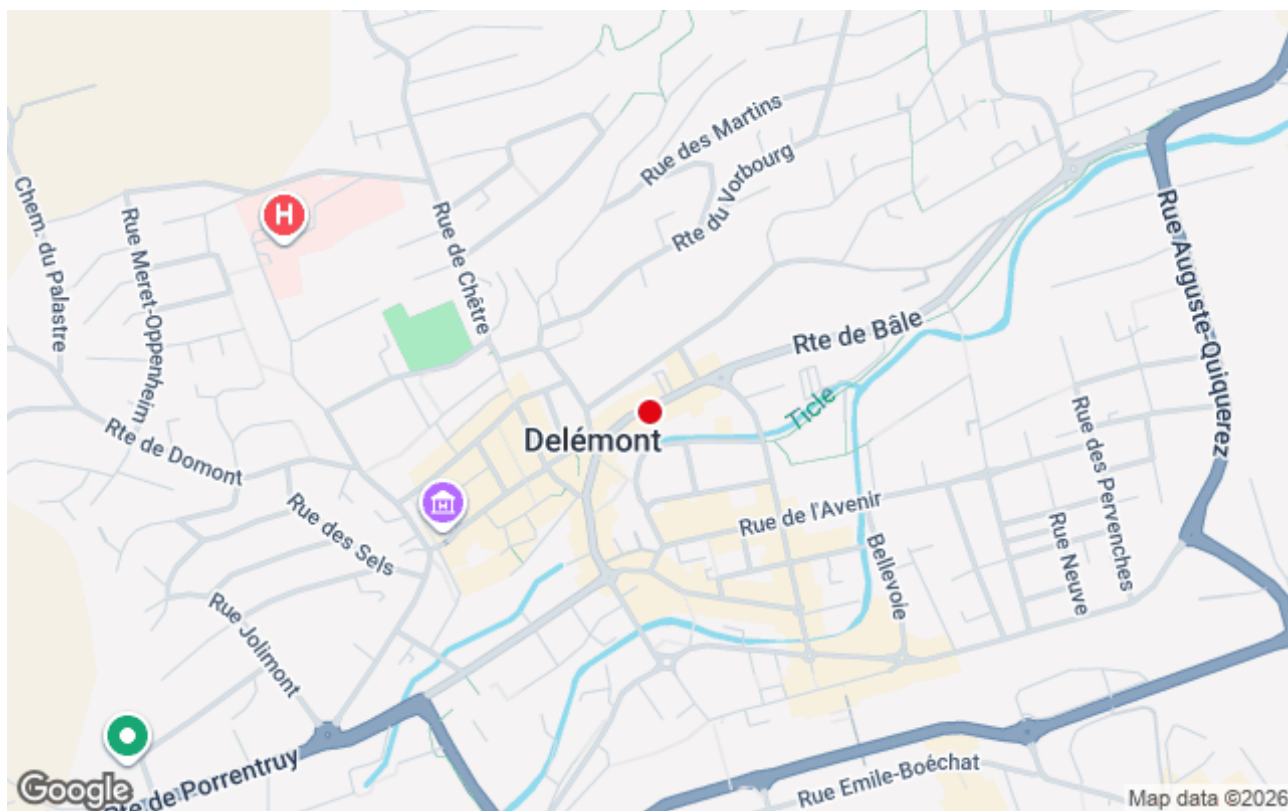 Rue des Martins
Rte du Vorbourg
Chem. du Palastre
Rue Meret-Oppenheim
H
Rue de Chêtre
Rue Auguste-Quiquerez
Rte de Bâle
Ticle
Delémont
Rte de Domont
Rue des Sels
Rue de l'Avenir
Bellevoie
Rue des Pervenches
Rue Neuve
Rue Jolimont
Rte de Porrentruy
Rue Emile-Boéchat
Google
Map data ©2026